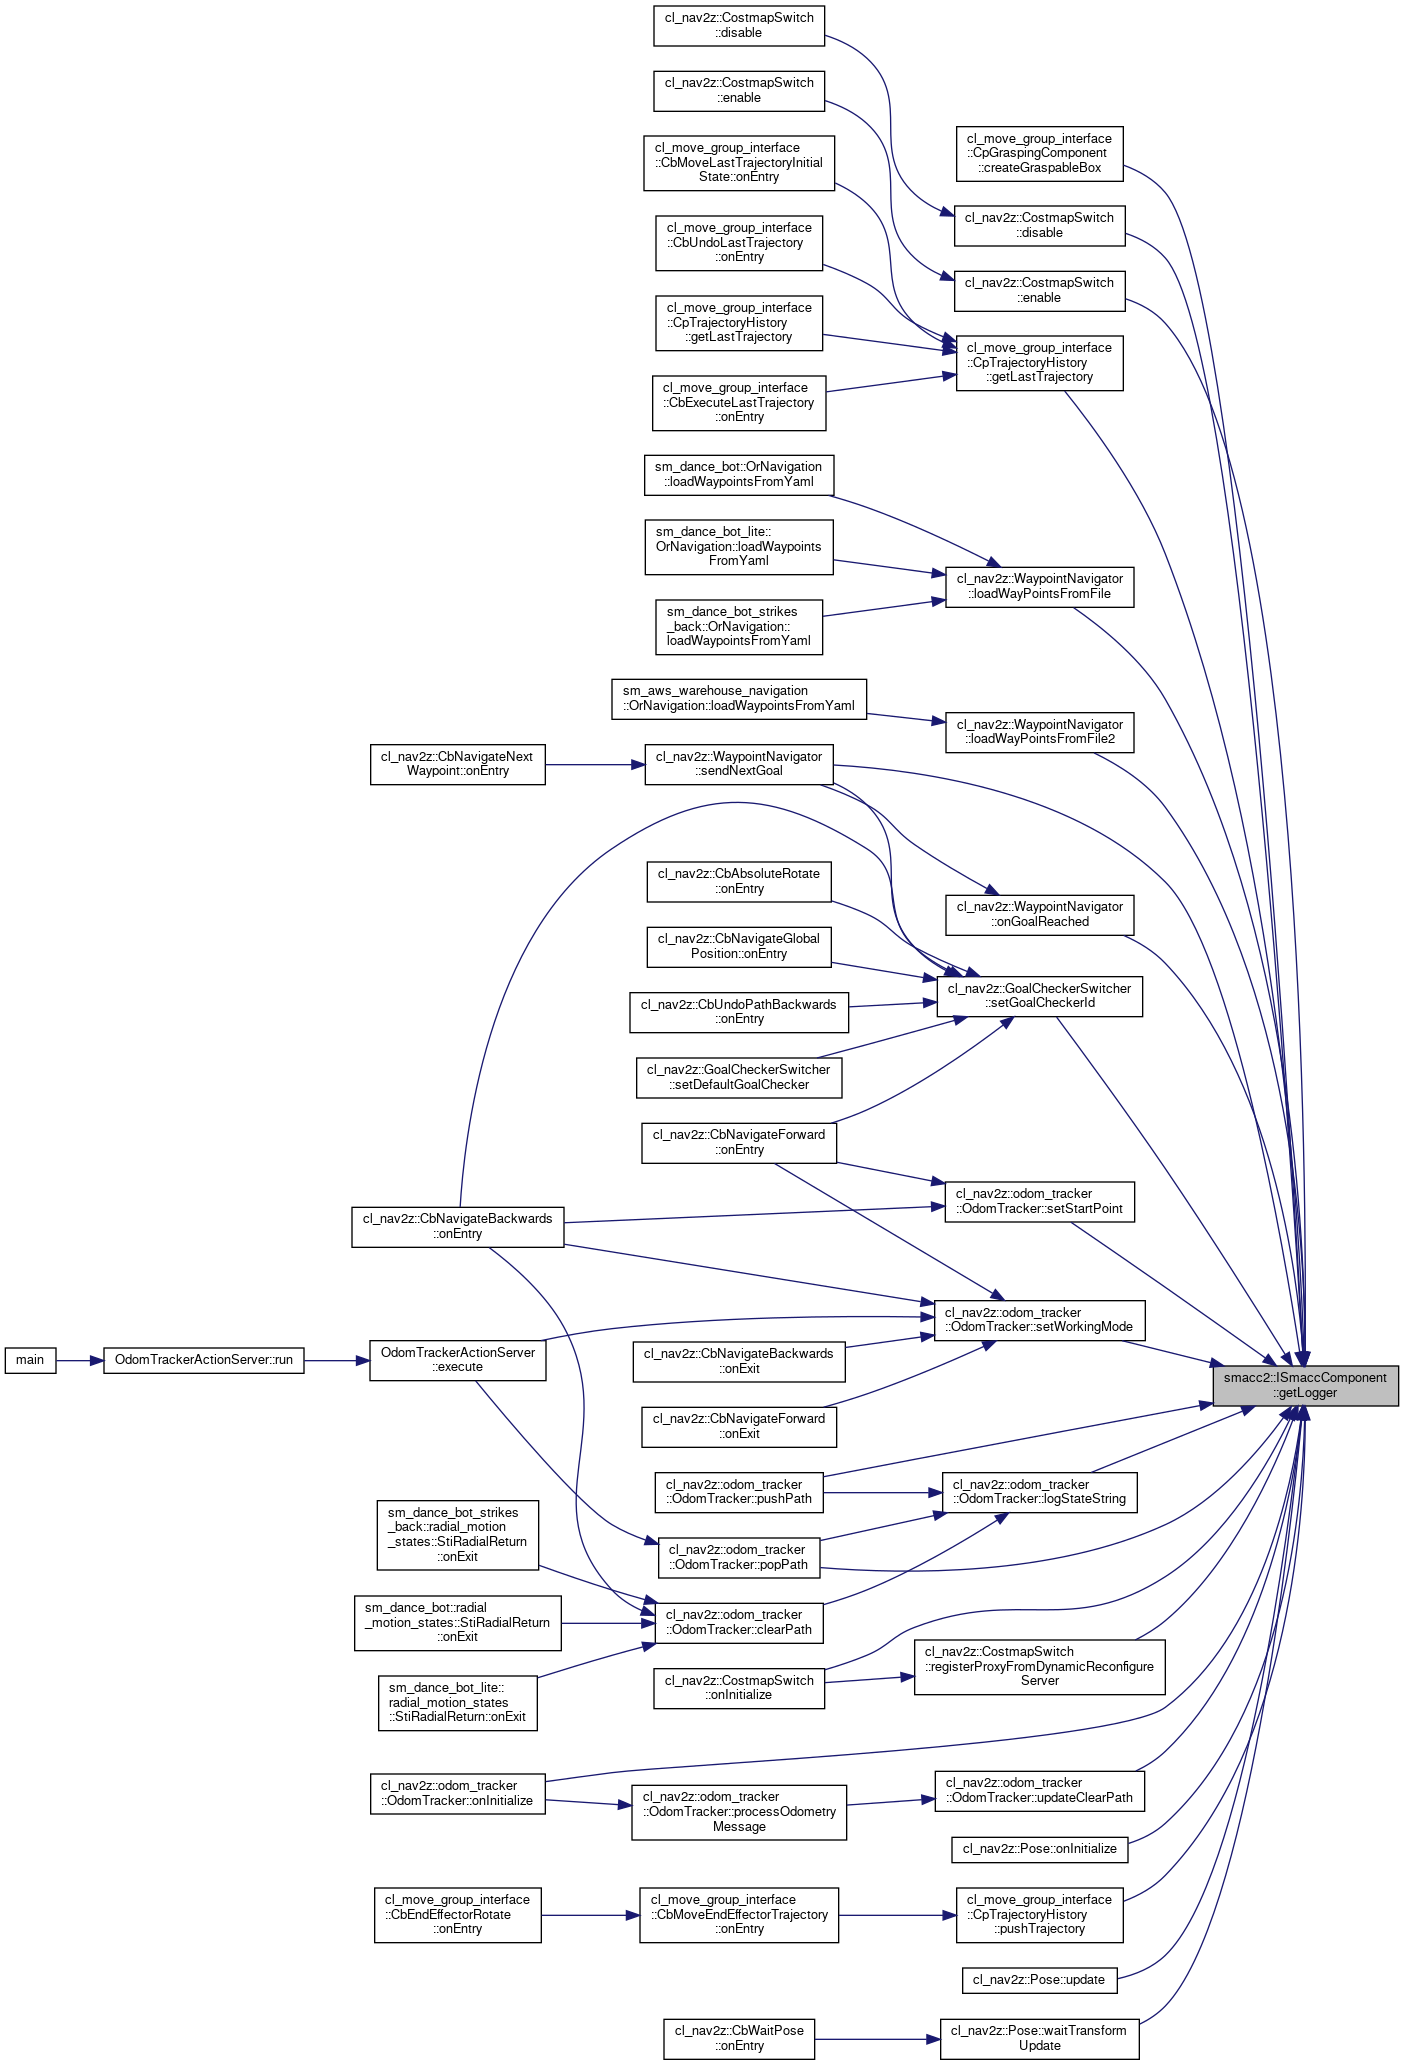 cl_nav2z::CostmapSwitch
::disable
cl_nav2z::CostmapSwitch
::enable
cl_move_group_interface
::CbMoveLastTrajectoryInitial
State::onEntry
cl_move_group_interface
::CbUndoLastTrajectory
::onEntry
cl_move_group_interface
::CpTrajectoryHistory
::getLastTrajectory
cl_move_group_interface
::CbExecuteLastTrajectory
::onEntry
cl_move_group_interface
::CpGraspingComponent
::createGraspableBox
cl_nav2z::CostmapSwitch
::disable
cl_nav2z::CostmapSwitch
::enable
cl_move_group_interface
::CpTrajectoryHistory
::getLastTrajectory
sm_dance_bot::OrNavigation
::loadWaypointsFromYaml
sm_dance_bot_lite::
OrNavigation::loadWaypoints
FromYaml
sm_dance_bot_strikes
_back::OrNavigation::
loadWaypointsFromYaml
cl_nav2z::WaypointNavigator
::loadWayPointsFromFile
sm_aws_warehouse_navigation
::OrNavigation::loadWaypointsFromYaml
cl_nav2z::WaypointNavigator
::loadWayPointsFromFile2
cl_nav2z::CbNavigateNext
Waypoint::onEntry
cl_nav2z::WaypointNavigator
::sendNextGoal
cl_nav2z::CbAbsoluteRotate
::onEntry
cl_nav2z::WaypointNavigator
::onGoalReached
cl_nav2z::CbNavigateGlobal
Position::onEntry
cl_nav2z::GoalCheckerSwitcher
::setGoalCheckerId
cl_nav2z::CbUndoPathBackwards
::onEntry
cl_nav2z::GoalCheckerSwitcher
::setDefaultGoalChecker
cl_nav2z::CbNavigateForward
::onEntry
cl_nav2z::odom_tracker
::OdomTracker::setStartPoint
cl_nav2z::CbNavigateBackwards
::onEntry
cl_nav2z::odom_tracker
::OdomTracker::setWorkingMode
main
OdomTrackerActionServer::run
OdomTrackerActionServer
::execute
cl_nav2z::CbNavigateBackwards
::onExit
smacc2::ISmaccComponent
::getLogger
cl_nav2z::CbNavigateForward
::onExit
cl_nav2z::odom_tracker
::OdomTracker::pushPath
cl_nav2z::odom_tracker
::OdomTracker::logStateString
sm_dance_bot_strikes
_back::radial_motion
_states::StiRadialReturn
::onExit
cl_nav2z::odom_tracker
::OdomTracker::popPath
sm_dance_bot::radial
_motion_states::StiRadialReturn
::onExit
cl_nav2z::odom_tracker
::OdomTracker::clearPath
sm_dance_bot_lite::
radial_motion_states
::StiRadialReturn::onExit
cl_nav2z::CostmapSwitch
::onInitialize
cl_nav2z::CostmapSwitch
::registerProxyFromDynamicReconfigure
Server
cl_nav2z::odom_tracker
::OdomTracker::onInitialize
cl_nav2z::odom_tracker
::OdomTracker::processOdometry
Message
cl_nav2z::odom_tracker
::OdomTracker::updateClearPath
cl_nav2z::Pose::onInitialize
cl_move_group_interface
::CbEndEffectorRotate
::onEntry
cl_move_group_interface
::CbMoveEndEffectorTrajectory
::onEntry
cl_move_group_interface
::CpTrajectoryHistory
::pushTrajectory
cl_nav2z::Pose::update
cl_nav2z::CbWaitPose
::onEntry
cl_nav2z::Pose::waitTransform
Update